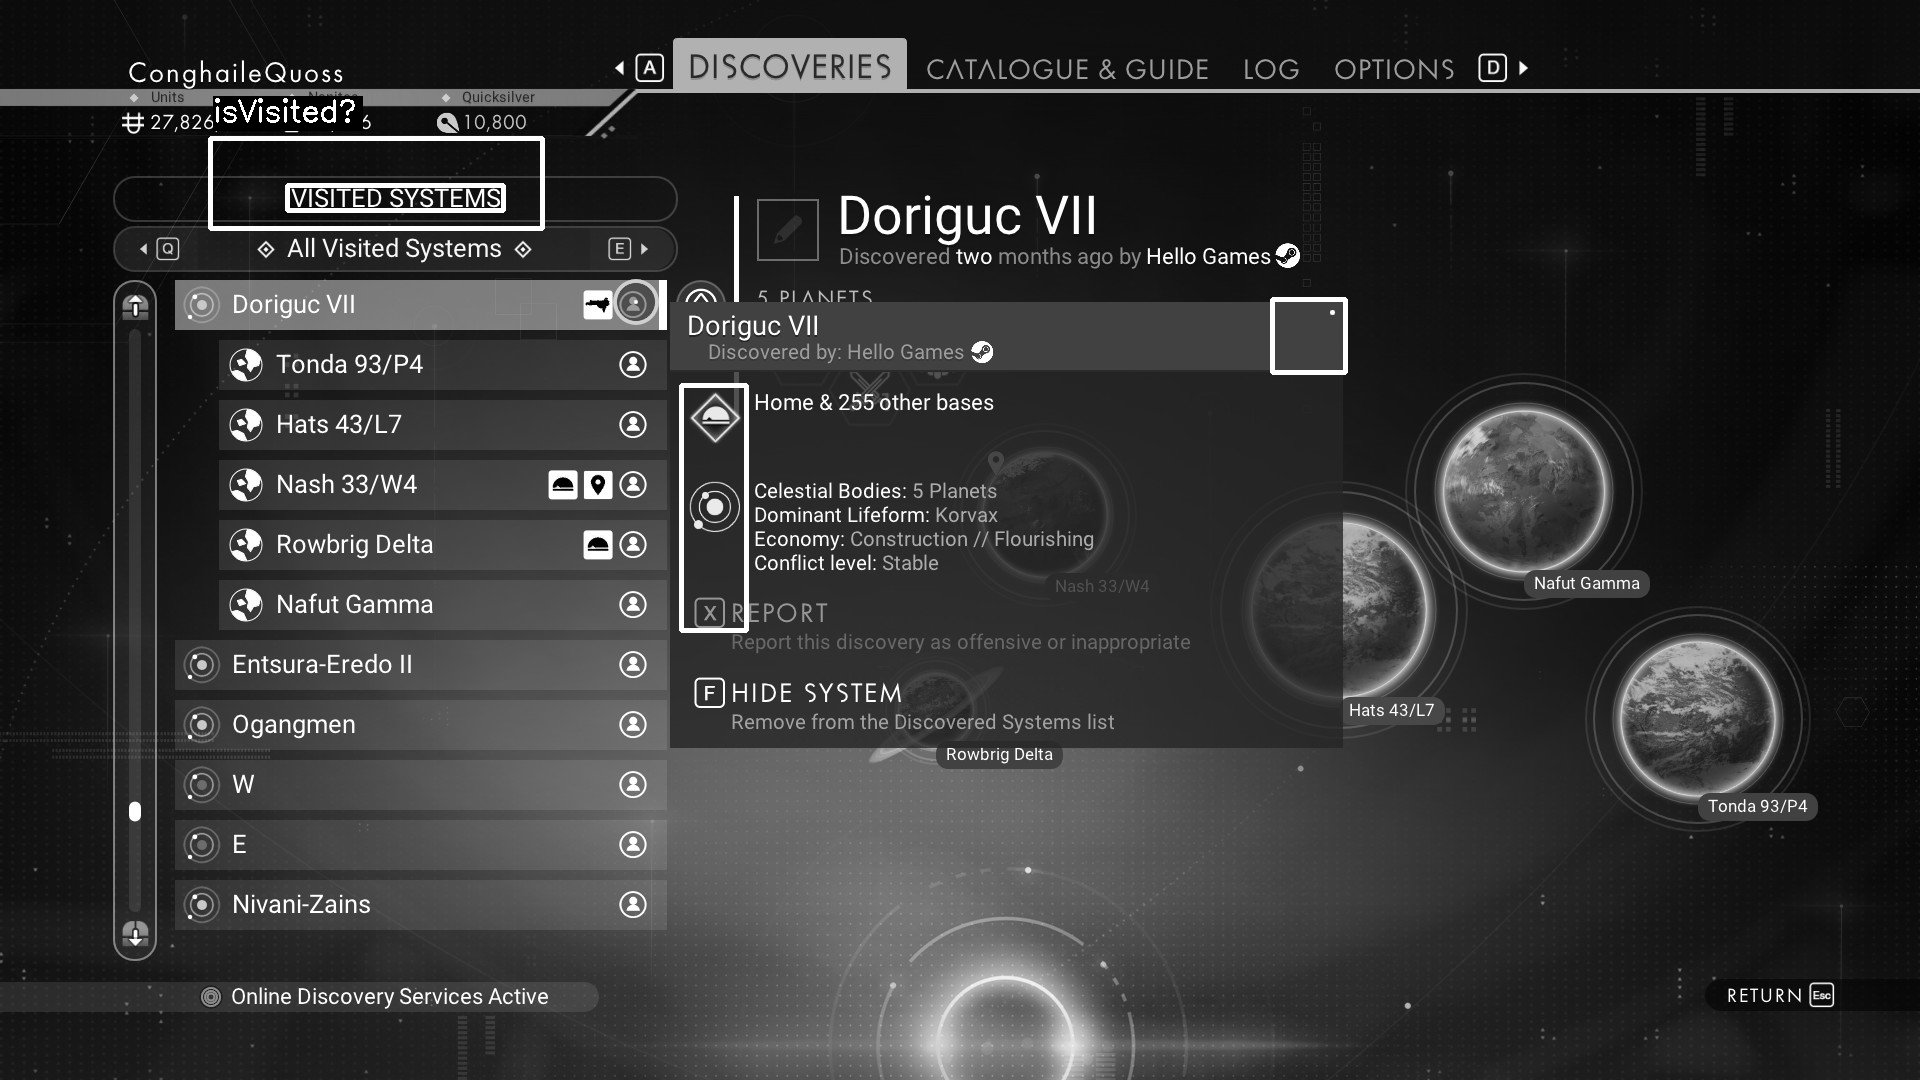 ConghaileQuoss
A DISCOVERIES CATALOGUE & GUIDE LOG OPTIONS D
Units Quicksilver
27,826 6 10,800
isVisited?
VISITED SYSTEMS
Q All Visited Systems E
Doriguc VII
Tonda 93/P4
Hats 43/L7
Nash 33/W4
Rowbrig Delta
Nafut Gamma
Entsura-Eredo II
Ogangmen
W
E
Nivani-Zains
Online Discovery Services Active
Doriguc VII
Discovered two months ago by Hello Games
5 PLANETS
Doriguc VII
Discovered by: Hello Games
Home & 255 other bases
Celestial Bodies: 5 Planets
Dominant Lifeform: Korvax
Economy: Construction // Flourishing
Conflict level: Stable
X REPORT
Report this discovery as offensive or inappropriate
F HIDE SYSTEM
Remove from the Discovered Systems list
Nash 33/W4
Nafut Gamma
Hats 43/L7
Rowbrig Delta
Tonda 93/P4
RETURN Esc